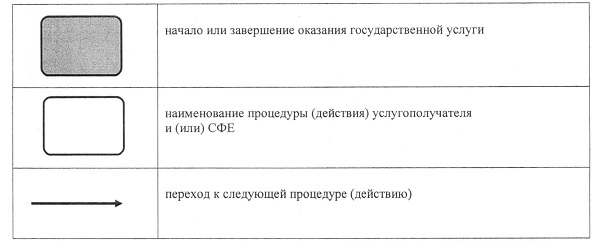 начало или завершение оказания государственной услуги
наименование процедуры (действия) услугополучателя
и (или) СФЕ
переход к следующей процедуре (действию)